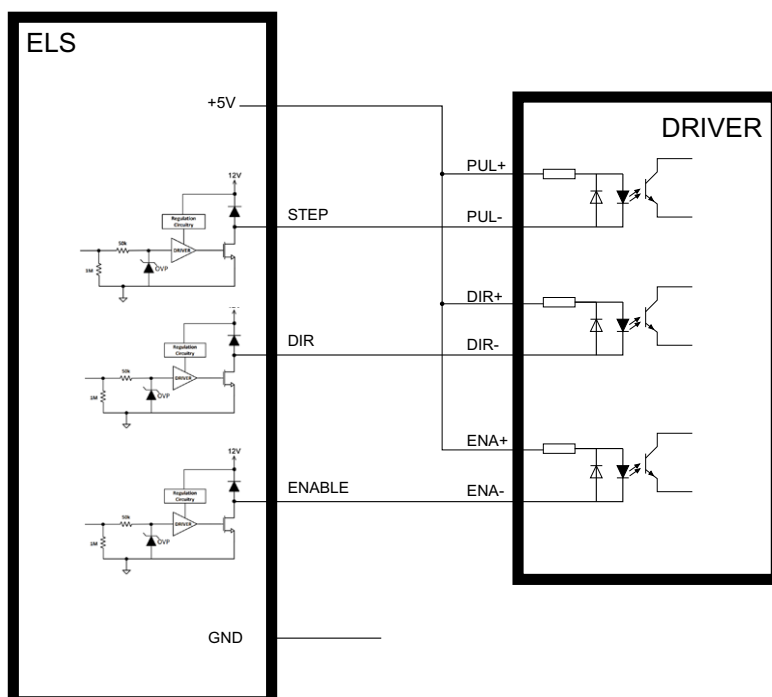 ELS
+5V
DRIVER
PUL+
12V
Regulation
Circuitry
STEP
PUL-
50k
DRIVER
1M
OVP
DIR+
DIR
DIR-
Regulation
Circuitry
50k
DRIVER
1M
OVP
ENA+
12V
ENABLE
ENA-
Regulation
Circuitry
50k
DRIVER
1M
OVP
GND